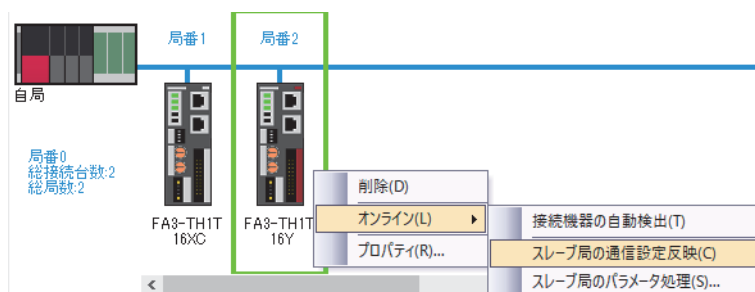 局番1
局番2
自局
局番0
総接続台数:2
総局数:2
FA3-TH1T
16XC
FA3-TH1T
16Y
削除(D)
オンライン(L)
プロパティ(R)...
接続機器の自動検出(T)
スレーブ局の通信設定反映(C)
スレーブ局のパラメータ処理(S)...